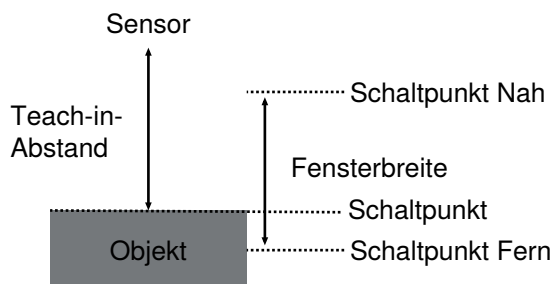 Sensor
Schaltpunkt Nah
Teach-in-
Abstand
Fensterbreite
Schaltpunkt
Objekt
Schaltpunkt Fern